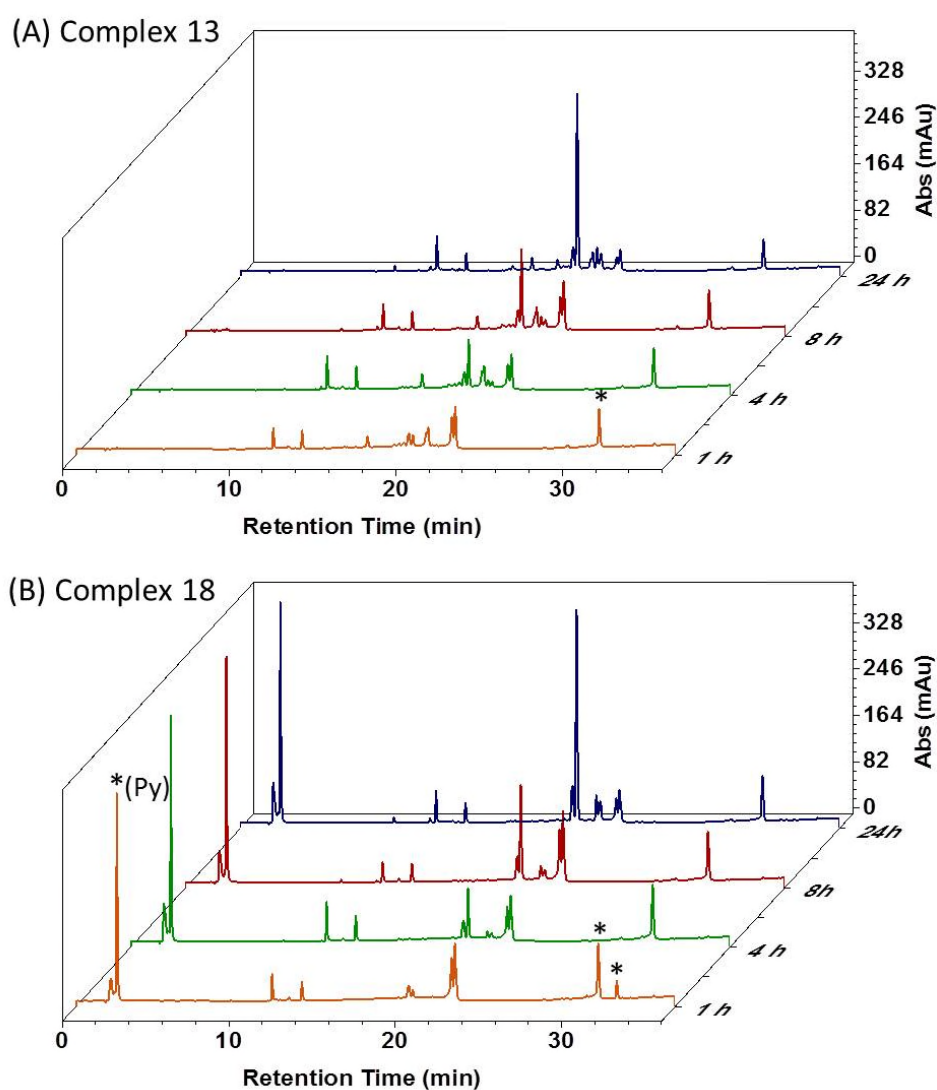 (A) Complex 13
328
246
164
82
0
Abs (mAu)
24 h
8 h
4 h
*
1 h
0
10
20
30
Retention Time (min)
(B) Complex 18
328
246
164
82
0
Abs (mAu)
*(Py)
24h
8h
4 h
*
*
1 h
0
10
20
30
Retention Time (min)